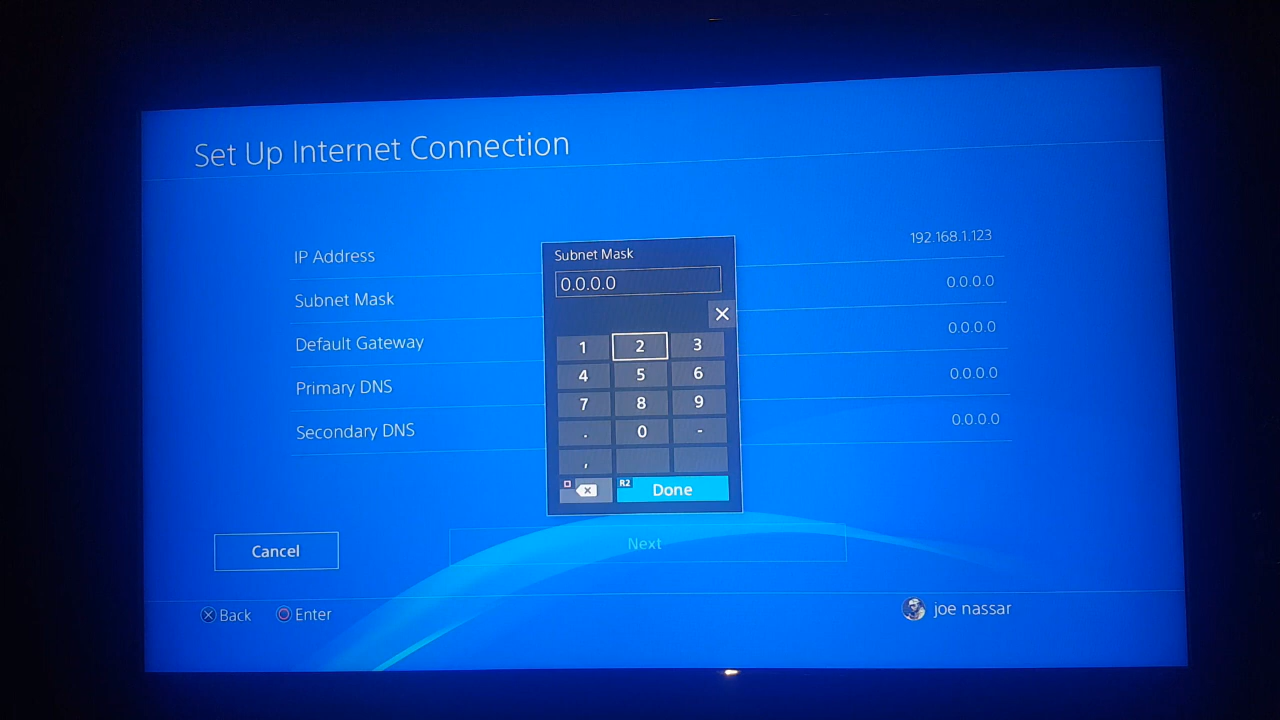 Set Up Internet Connection
IP Address 192.168.1.123
Subnet Mask 0.0.0.0
Default Gateway 0.0.0.0
Primary DNS 0.0.0.0
Secondary DNS 0.0.0.0
Subnet Mask
0.0.0.0
1 2 3
4 5 6
7 8 9
. 0 -
,
R2 Done
Cancel
Next
Back Enter
joe nassar